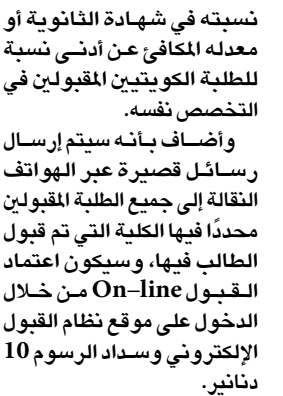 نسبته في شهادة الثانوية أو
معدله المكافئ عن أدنى نسبة
للطلبة الكويتيين المقبولين في
التخصص نفسه.
وأضاف بأنه سيتم إرسال
رسائل قصيرة عبر الهواتف
النقالة إلى جميع الطلبة المقبولين
محددًا فيها الكلية التي تم قبول
الطالب فيها، وسيكون اعتماد
القبول On–line من خلال
الدخول على موقع نظام القبول
الإلكتروني وسداد الرسوم 10
دنانير.